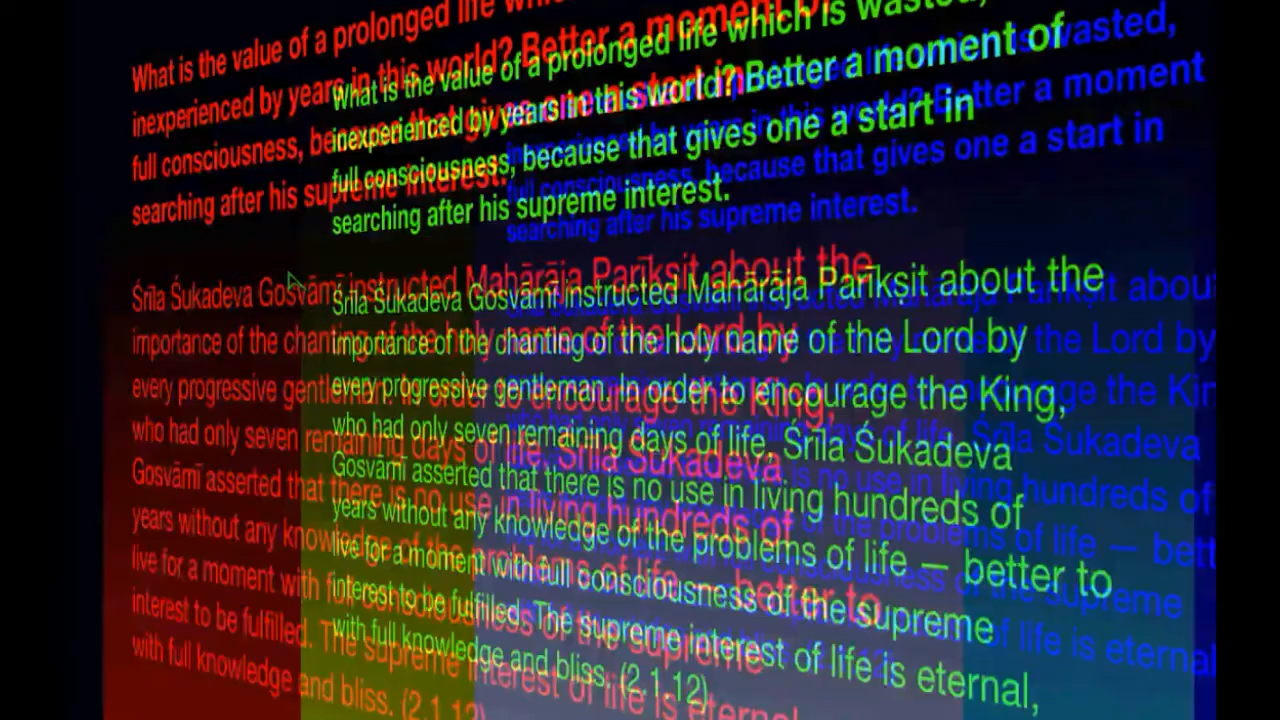 What is the value of a prolonged life which is wasted,
inexperienced by years in this world? Better a moment of
full consciousness, because that gives one a start in
searching after his supreme interest.
Śrīla Śukadeva Gosvāmī instructed Mahārāja Parīkṣit about the
importance of the chanting of the holy name of the Lord by
every progressive gentleman. In order to encourage the King,
who had only seven remaining days of life, Śrīla Śukadeva
Gosvāmī asserted that there is no use in living hundreds of
years without any knowledge of the problems of life — better to
live for a moment with full consciousness of the supreme
interest to be fulfilled. The supreme interest of life is eternal,
with full knowledge and bliss. (2.1.12)